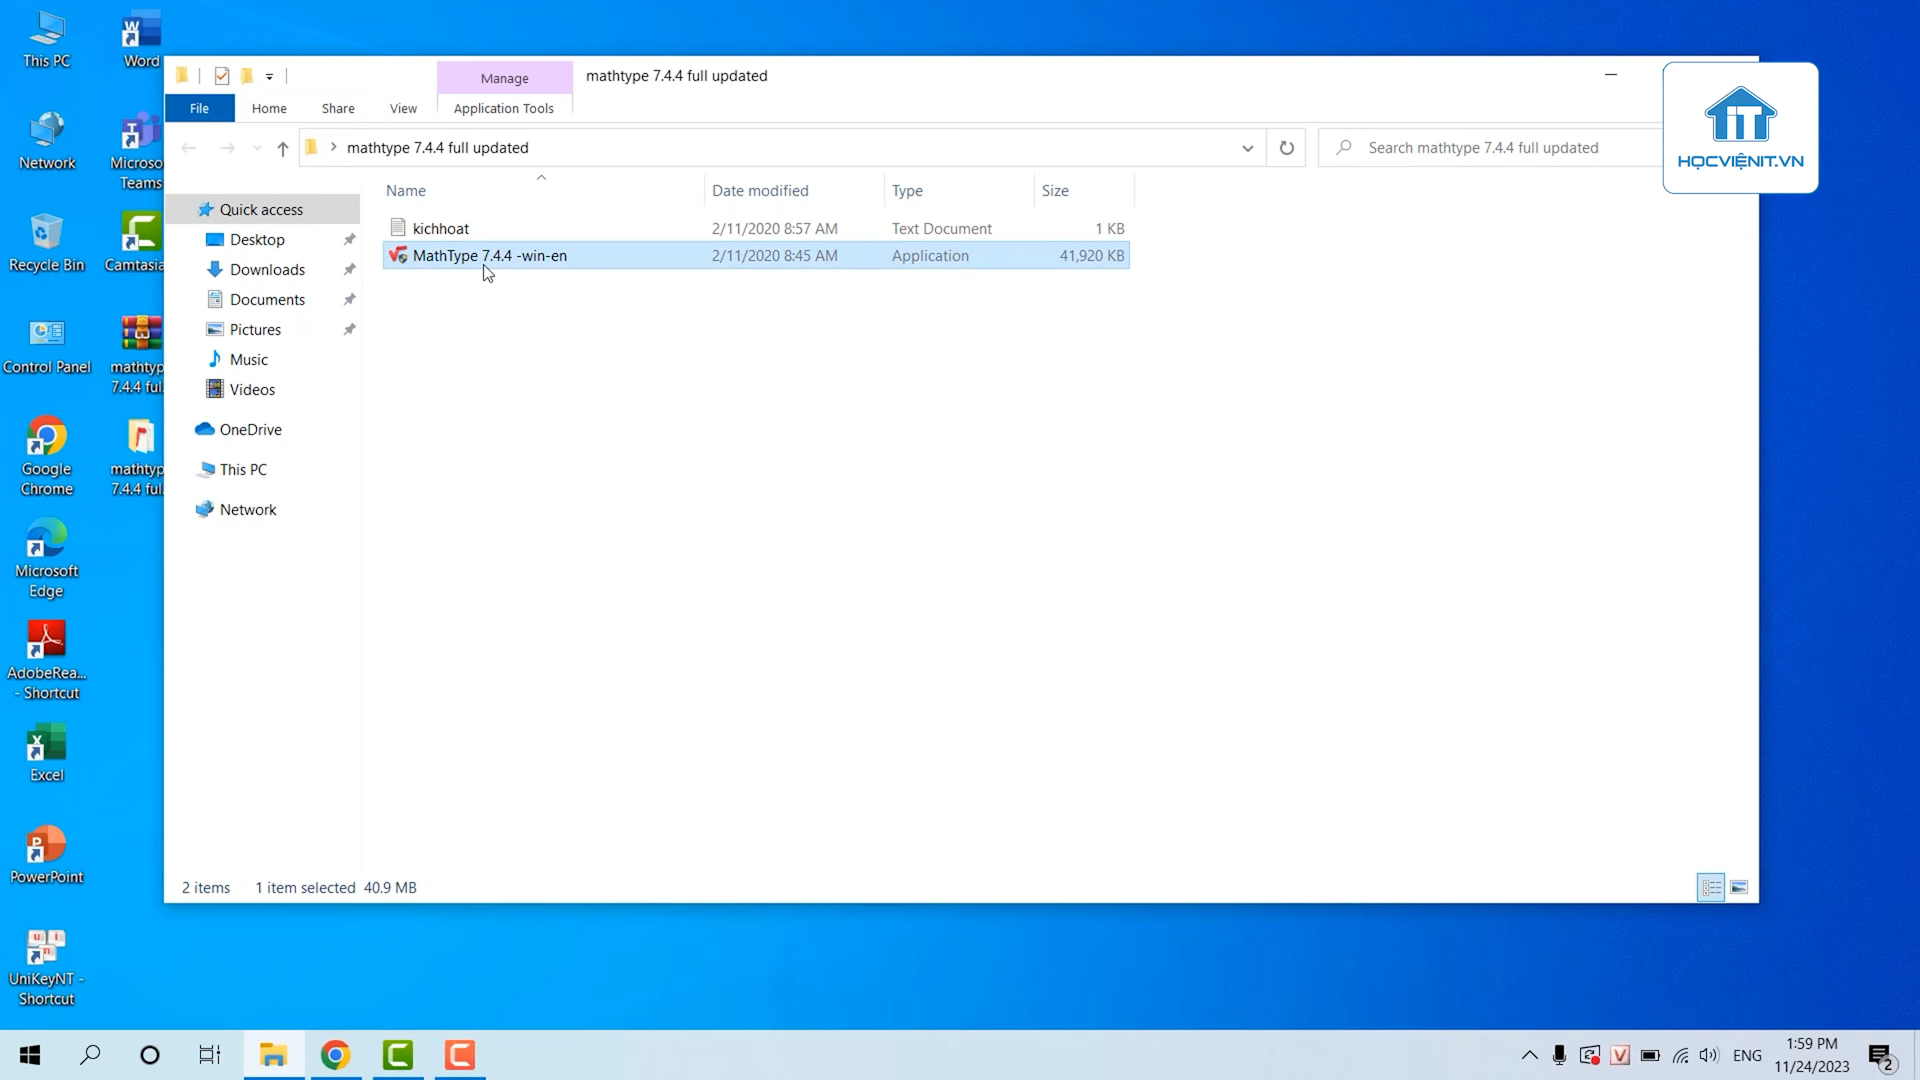 This PC
Word
Network
Microso
Teams
Recycle Bin
Camtasia
Control Panel
mathtyp
7.4.4 ful.
Google
Chrome
mathtyp
7.4.4 ful.
Microsoft
Edge
AdobeRea...
- Shortcut
Excel
PowerPoint
UniKeyNT -
Shortcut
Manage
mathtype 7.4.4 full updated
File
Home
Share
View
Application Tools
mathtype 7.4.4 full updated
Search mathtype 7.4.4 full updated
IT
HỌCVIỆNIT.VN
Quick access
Desktop
Downloads
Documents
Pictures
Music
Videos
OneDrive
This PC
Network
Name Date modified Type Size
kichhoat 2/11/2020 8:57 AM Text Document 1 KB
MathType 7.4.4 -win-en 2/11/2020 8:45 AM Application 41,920 KB
2 items 1 item selected 40.9 MB
ENG
1:59 PM
11/24/2023
2